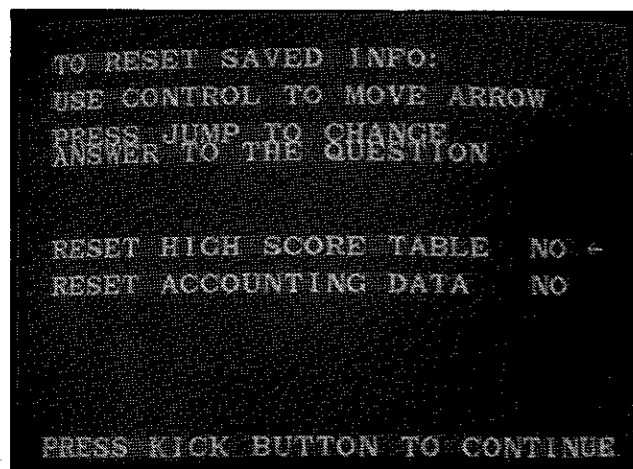 TO RESET SAVED INFO:
USE CONTROL TO MOVE ARROW
PRESS JUMP TO CHANGE
ANSWER TO THE QUESTION
RESET HIGH SCORE TABLE NO ←
RESET ACCOUNTING DATA NO
PRESS KICK BUTTON TO CONTINUE